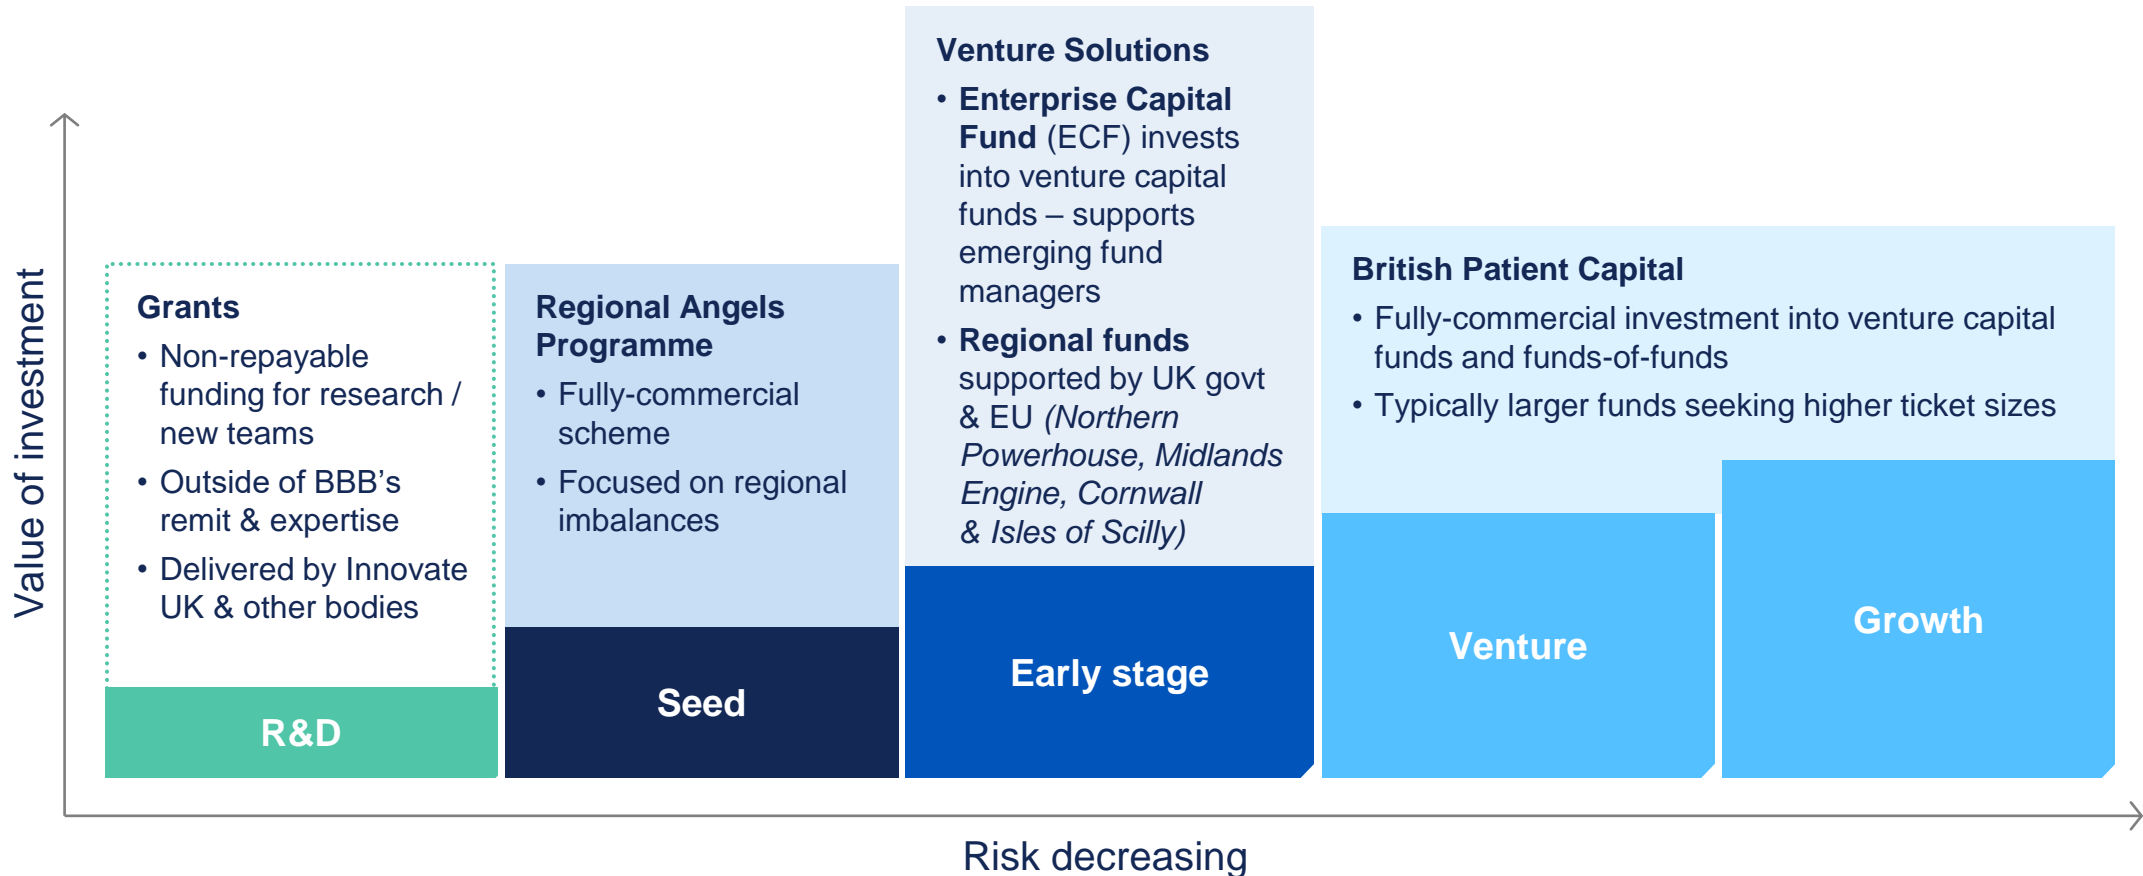 Value of investment
Grants
• Non-repayable
funding for research /
new teams
• Outside of BBB’s
remit & expertise
• Delivered by Innovate
UK & other bodies
R&D
Regional Angels
Programme
• Fully-commercial
scheme
• Focused on regional
imbalances
Seed
Venture Solutions
• Enterprise Capital
Fund (ECF) invests
into venture capital
funds – supports
emerging fund
managers
• Regional funds
supported by UK govt
& EU (Northern
Powerhouse, Midlands
Engine, Cornwall
& Isles of Scilly)
Early stage
British Patient Capital
• Fully-commercial investment into venture capital
funds and funds-of-funds
• Typically larger funds seeking higher ticket sizes
Venture
Growth
Risk decreasing